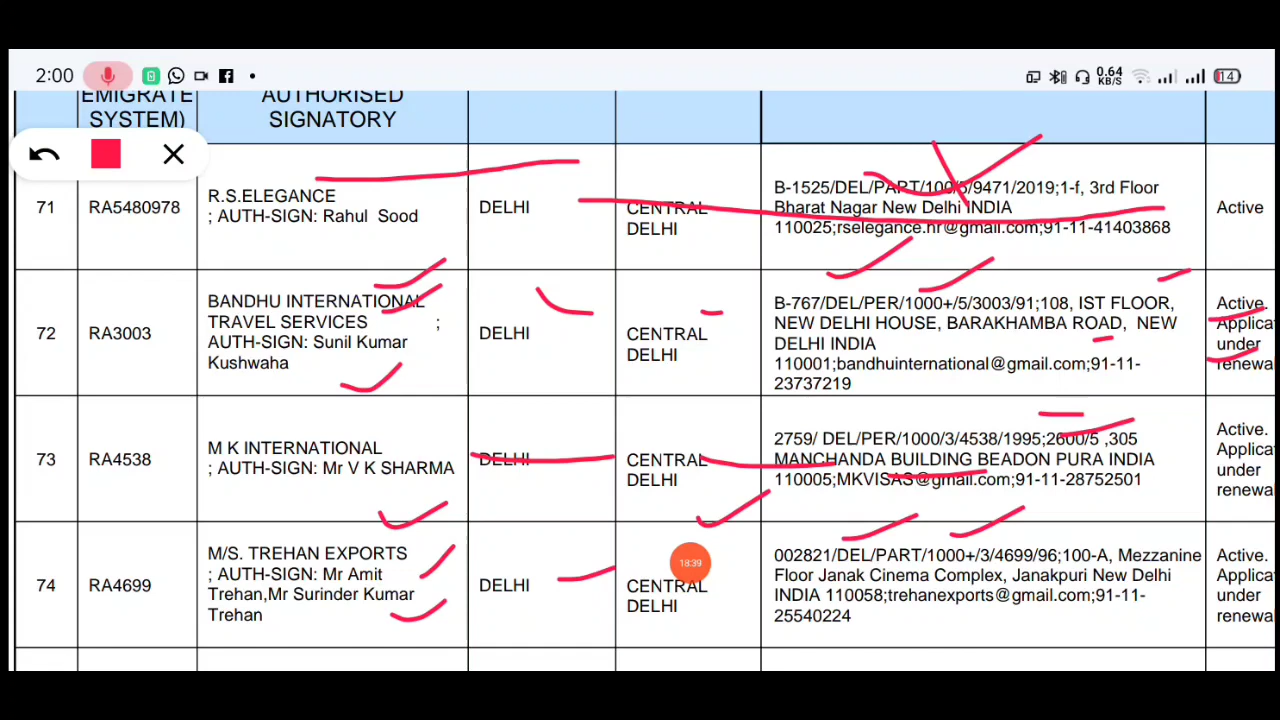 2:00
0.64
KB/S
14
EMIGRATE
SYSTEM)
AUTHORISED
SIGNATORY
71
RA5480978
R.S.ELEGANCE
; AUTH-SIGN: Rahul Sood
DELHI
CENTRAL
DELHI
B-1525/DEL/PART/100/5/9471/2019;1-f, 3rd Floor
Bharat Nagar New Delhi INDIA
110025;rselegance.hr@gmail.com;91-11-41403868
Active
72
RA3003
BANDHU INTERNATIONAL
TRAVEL SERVICES ;
AUTH-SIGN: Sunil Kumar
Kushwaha
DELHI
CENTRAL
DELHI
B-767/DEL/PER/1000+/5/3003/91;108, IST FLOOR,
NEW DELHI HOUSE, BARAKHAMBA ROAD, NEW
DELHI INDIA
110001;bandhuinternational@gmail.com;91-11-
23737219
Active.
Applica
under
renewa
73
RA4538
M K INTERNATIONAL
; AUTH-SIGN: Mr V K SHARMA
DELHI
CENTRAL
DELHI
2759/ DEL/PER/1000/3/4538/1995;2600/5 ,305
MANCHANDA BUILDING BEADON PURA INDIA
110005;MKVISAS@gmail.com;91-11-28752501
Active.
Applica
under
renewal
74
RA4699
M/S. TREHAN EXPORTS
; AUTH-SIGN: Mr Amit
Trehan,Mr Surinder Kumar
Trehan
DELHI
18:39
CENTRAL
DELHI
002821/DEL/PART/1000+/3/4699/96;100-A, Mezzanine
Floor Janak Cinema Complex, Janakpuri New Delhi
INDIA 110058;trehanexports@gmail.com;91-11-
25540224
Active.
Applica
under
renewa